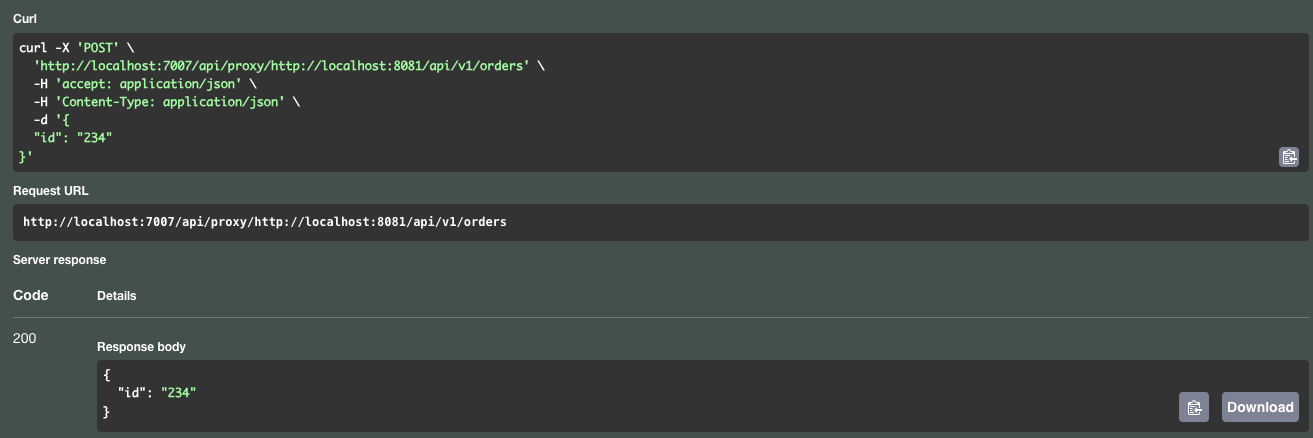 Curl
curl -X 'POST' \
  'http://localhost:7007/api/proxy/http://localhost:8081/api/v1/orders' \
  -H 'accept: application/json' \
  -H 'Content-Type: application/json' \
  -d '{
  "id": "234"
}'
Request URL
http://localhost:7007/api/proxy/http://localhost:8081/api/v1/orders
Server response
Code Details
200
Response body
{
  "id": "234"
}
Download